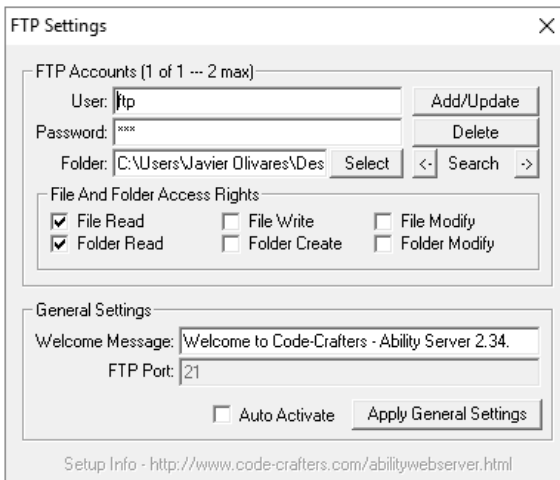 FTP Settings
FTP Accounts (1 of 1 --- 2 max)
User: ftp Add/Update
Password: *** Delete
Folder: C:\Users\Javier Olivares\Des Select <- Search ->
File And Folder Access Rights
File Read File Write File Modify
Folder Read Folder Create Folder Modify
General Settings
Welcome Message: Welcome to Code-Crafters - Ability Server 2.34.
FTP Port: 21
Auto Activate Apply General Settings
Setup Info - http://www.code-crafters.com/abilitywebserver.html